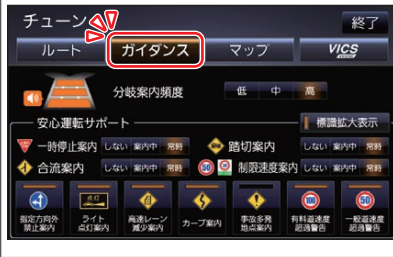 チューン
終了
ルート ガイダンス マップ VICS
分岐案内頻度 低 中 高
安心運転サポート 標識拡大表示
一時停止案内 しない 案内中 常時 踏切案内 しない 案内中 常時
合流案内 しない 案内中 常時 50 制限速度案内 しない 案内中 常時
点灯 100 50
指定方向外 ライト 高速レーン カーブ案内 事故多発 有料道速度 一般道速度
禁止案内 点灯案内 減少案内 地点案内 超過警告 超過警告